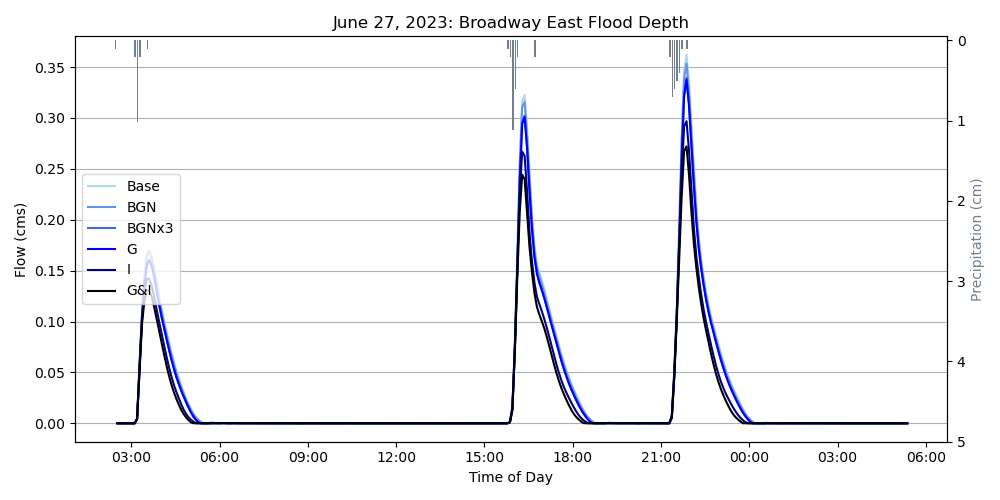 June 27, 2023: Broadway East Flood Depth
Flow (cms)
0.35
0.30
0.25
0.20
0.15
0.10
0.05
0.00
Base
BGN
BGNx3
G
I
G&I
0
1
2
3
4
5
Precipitation (cm)
03:00 06:00 09:00 12:00 15:00 18:00 21:00 00:00 03:00 06:00
Time of Day